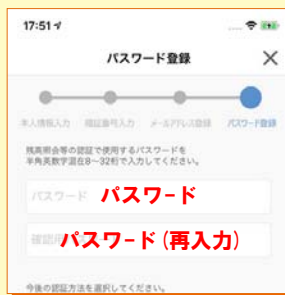 17:51
パスワード登録
本人情報入力 暗証番号入力 メールアドレス登録 パスワード登録
残高照会等の認証で使用するパスワードを
半角英数字混在8～32桁で入力してください。
パスワード パスワード
確認用 パスワード(再入力)
今後の認証方法を選択してください。